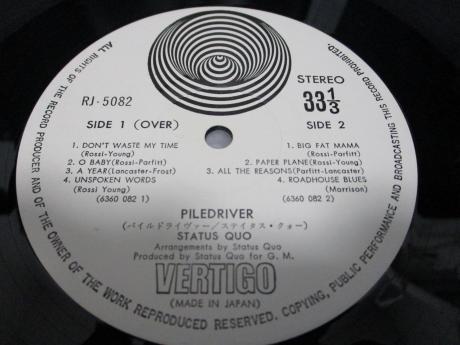 RJ-5082
STEREO
33 1/3
SIDE 1 (OVER)
SIDE 2
1. DON'T WASTE MY TIME
(Rossi-Young)
2. O BABY(Rossi-Parfitt)
3. A YEAR(Lancaster-Frost)
4. UNSPOKEN WORDS
(Rossi Young)
(6360 082 1)
1. BIG FAT MAMA
(Rossi-Parfitt)
2. PAPER PLANE(Rossi-Young)
3. ALL THE REASONS(Parfitt-Lancaster)
4. ROADHOUSE BLUES
(Morrison)
(6360 082 2)
PILEDRIVER
(パイルドライヴァー/ステイタス・クォー)
STATUS QUO
Arrangements by Status Quo
Produced by Status Quo for G. M.
VERTIGO
(MADE IN JAPAN)
ALL RIGHTS OF THE RECORD PRODUCER AND OF THE OWNER OF THE WORK REPRODUCED RESERVED. COPYING, PUBLIC PERFORMANCE AND BROADCASTING THIS RECORD PROHIBITED.